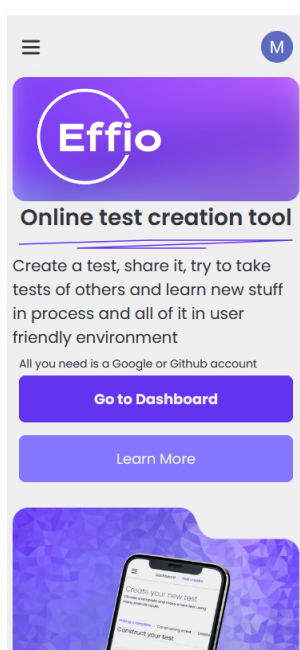 M
Effio
Online test creation tool
Create a test, share it, try to take
tests of others and learn new stuff
in process and all of it in user
friendly environment
All you need is a Google or Github account
Go to Dashboard
Learn More
Create your new test
Construct your test